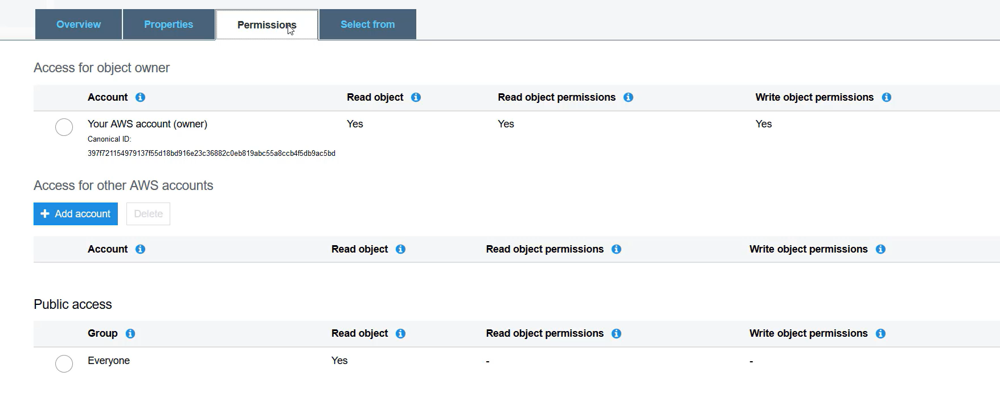 Overview Properties Permissions Select from
Access for object owner
Account Read object Read object permissions Write object permissions
Your AWS account (owner) Yes Yes Yes
Canonical ID:
397f721154979137f55d18bd916e23c36882c0eb819abc55a8ccb4f5db9ac5bd
Access for other AWS accounts
+ Add account Delete
Account Read object Read object permissions Write object permissions
Public access
Group Read object Read object permissions Write object permissions
Everyone Yes - -